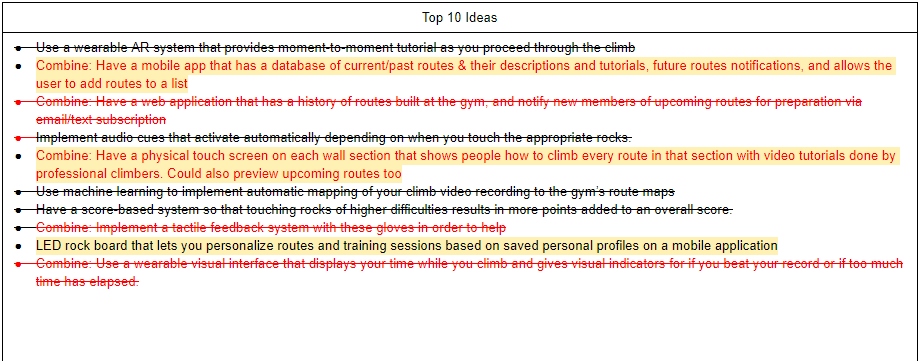 Top 10 Ideas
● Use a wearable AR system that provides moment-to-moment tutorial as you proceed through the climb
● Combine: Have a mobile app that has a database of current/past routes & their descriptions and tutorials, future routes notifications, and allows the
user to add routes to a list
● Combine: Have a web application that has a history of routes built at the gym, and notify new members of upcoming routes for preparation via
email/text subscription
● Implement audio cues that activate automatically depending on when you touch the appropriate rocks.
● Combine: Have a physical touch screen on each wall section that shows people how to climb every route in that section with video tutorials done by
professional climbers. Could also preview upcoming routes too
● Use machine learning to implement automatic mapping of your climb video recording to the gym's route maps
● Have a score-based system so that touching rocks of higher difficulties results in more points added to an overall score.
● Combine: Implement a tactile feedback system with these gloves in order to help
● LED rock board that lets you personalize routes and training sessions based on saved personal profiles on a mobile application
● Combine: Use a wearable visual interface that displays your time while you climb and gives visual indicators for if you beat your record or if too much
time has elapsed.